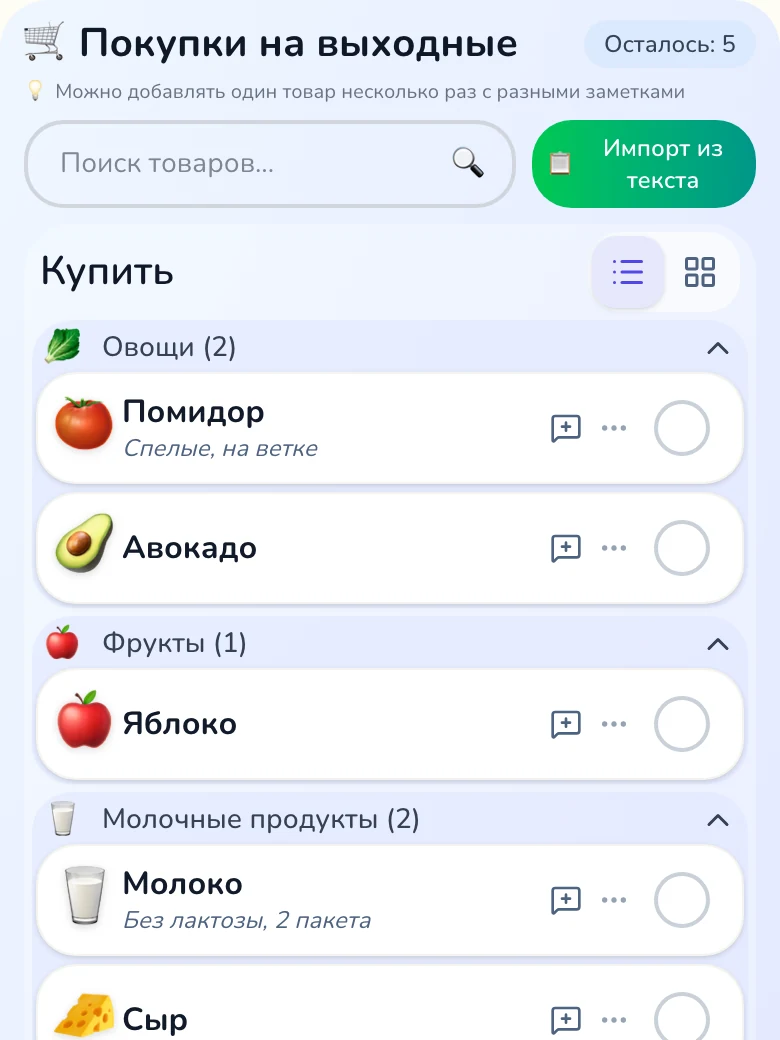 Покупки на выходные
Осталось: 5
Можно добавлять один товар несколько раз с разными заметками
Поиск товаров...
Импорт из
текста
Купить
Овощи (2)
Помидор
Спелые, на ветке
Авокадо
Фрукты (1)
Яблоко
Молочные продукты (2)
Молоко
Без лактозы, 2 пакета
Сыр